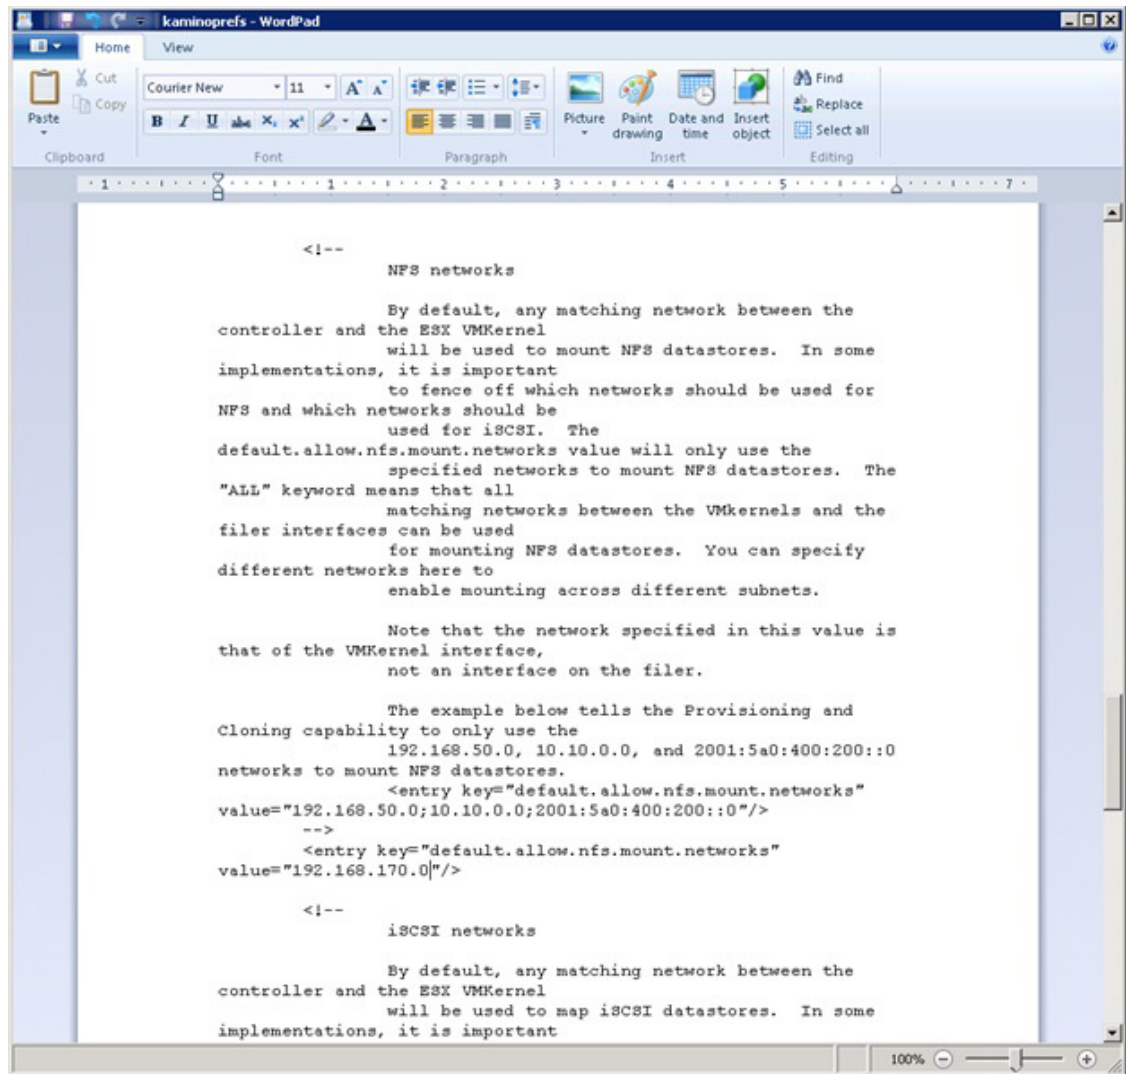 kaminoprefs - WordPad
Home View
Paste
Cut
Copy
Clipboard
Courier New 11 A A
B I U abc X₂ X² A
Font
Paragraph
Picture
Paint drawing
Date and time
Insert object
Insert
Find
Replace
Select all
Editing
1 1 2 3 4 5 7
<!--
NFS networks
By default, any matching network between the
controller and the ESX VMKernel
will be used to mount NFS datastores.  In some
implementations, it is important
to fence off which networks should be used for
NFS and which networks should be
used for iSCSI.  The
default.allow.nfs.mount.networks value will only use the
specified networks to mount NFS datastores.  The
"ALL" keyword means that all
matching networks between the VMkernels and the
filer interfaces can be used
for mounting NFS datastores.  You can specify
different networks here to
enable mounting across different subnets.
Note that the network specified in this value is
that of the VMKernel interface,
not an interface on the filer.
The example below tells the Provisioning and
Cloning capability to only use the
192.168.50.0, 10.10.0.0, and 2001:5a0:400:200::0
networks to mount NFS datastores.
<entry key="default.allow.nfs.mount.networks"
value="192.168.50.0;10.10.0.0;2001:5a0:400:200::0"/>
-->
<entry key="default.allow.nfs.mount.networks"
value="192.168.170.0"/>
<!--
iSCSI networks
By default, any matching network between the
controller and the ESX VMKernel
will be used to map iSCSI datastores.  In some
implementations, it is important
100%